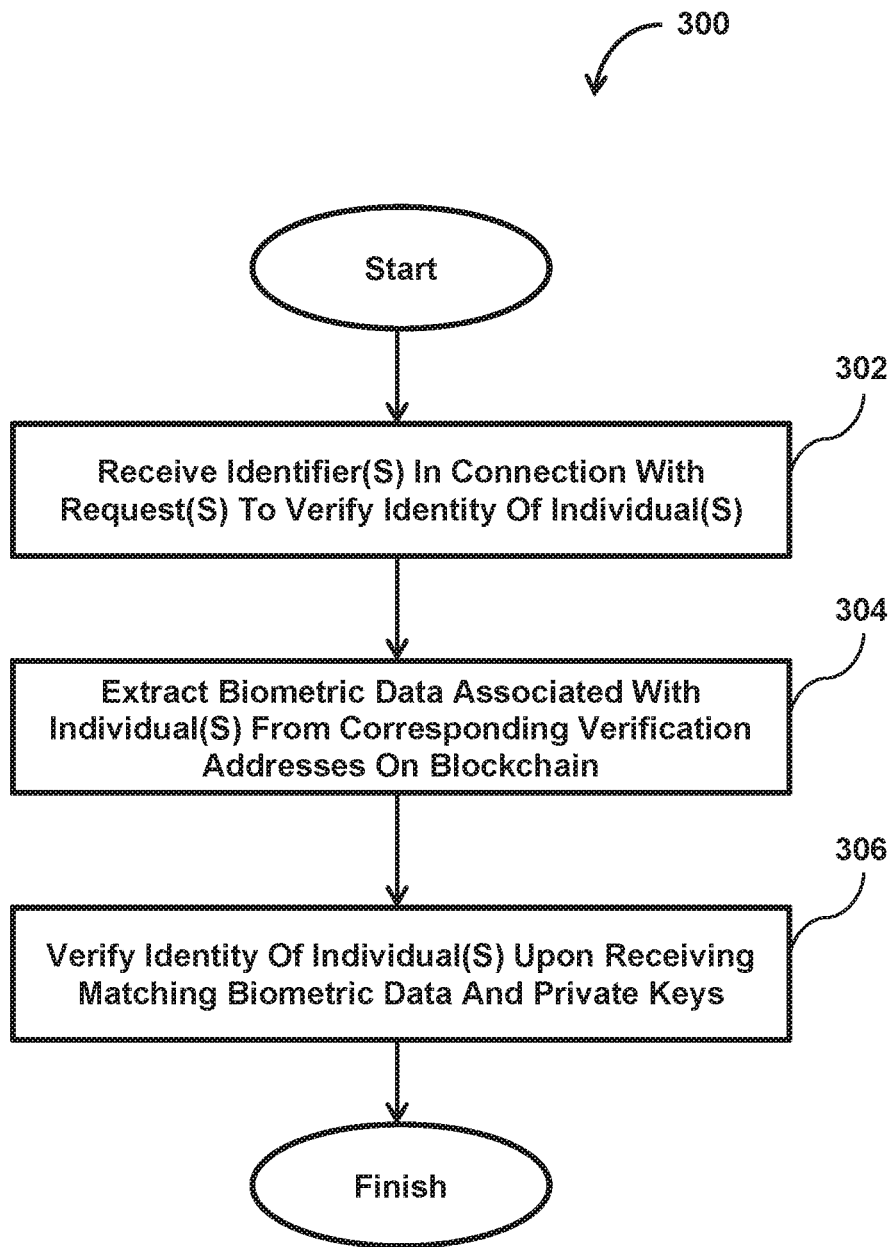 300
Start
302
Receive Identifier(S) In Connection With
Request(S) To Verify Identity Of Individual(S)
304
Extract Biometric Data Associated With
Individual(S) From Corresponding Verification
Addresses On Blockchain
306
Verify Identity Of Individual(S) Upon Receiving
Matching Biometric Data And Private Keys
Finish